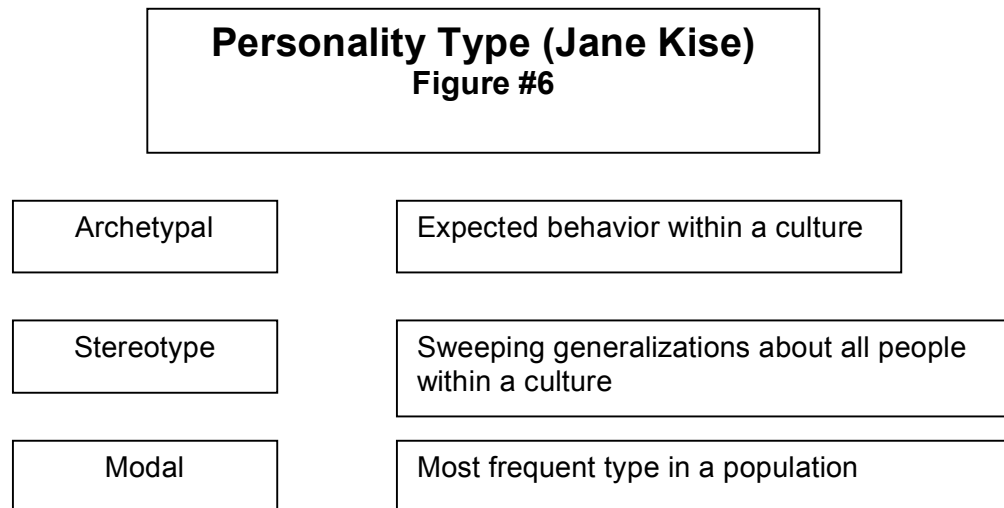 Personality Type (Jane Kise)
Figure #6
Archetypal
Expected behavior within a culture
Stereotype
Sweeping generalizations about all people
within a culture
Modal
Most frequent type in a population